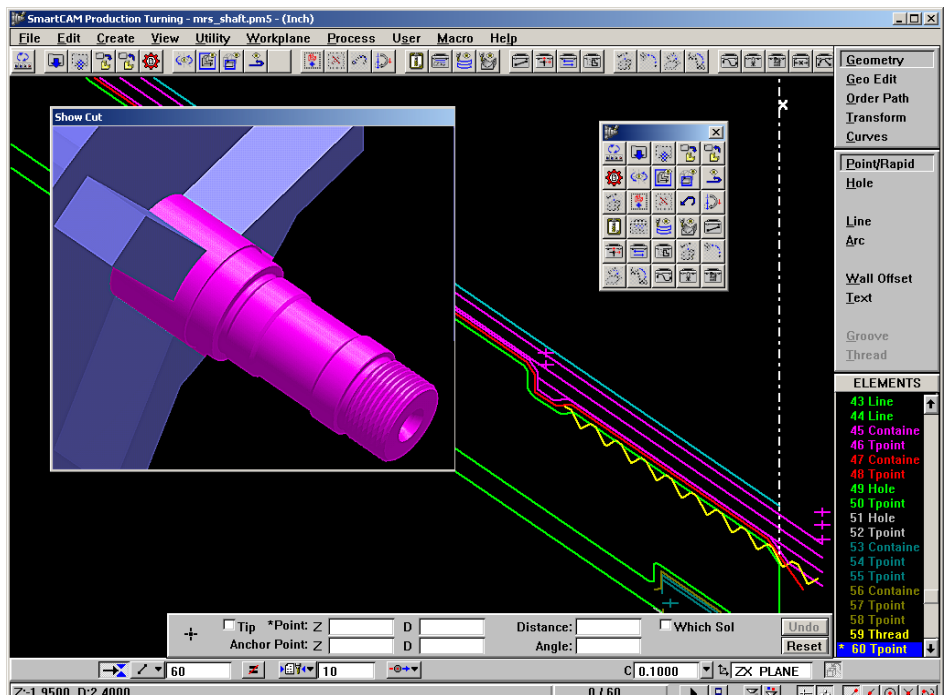 SmartCAM Production Turning - mrs_shaft.pm5 - (Inch)
File Edit Create View Utility Workplane Process User Macro Help
Show Cut
Geometry
Geo Edit
Order Path
Transform
Curves
Point/Rapid
Hole
Line
Arc
Wall Offset
Text
Groove
Thread
ELEMENTS
43 Line
44 Line
45 Containe
46 Tpoint
47 Containe
48 Tpoint
49 Hole
50 Tpoint
51 Hole
52 Tpoint
53 Containe
54 Tpoint
55 Tpoint
56 Containe
57 Tpoint
58 Tpoint
59 Thread
* 60 Tpoint
Tip *Point: Z D Distance: Which Sol Undo
Anchor Point: Z D Angle: Reset
60 10 C 0.1000 ZX PLANE
Z:-1.9500 D:2.4000 0 / 60